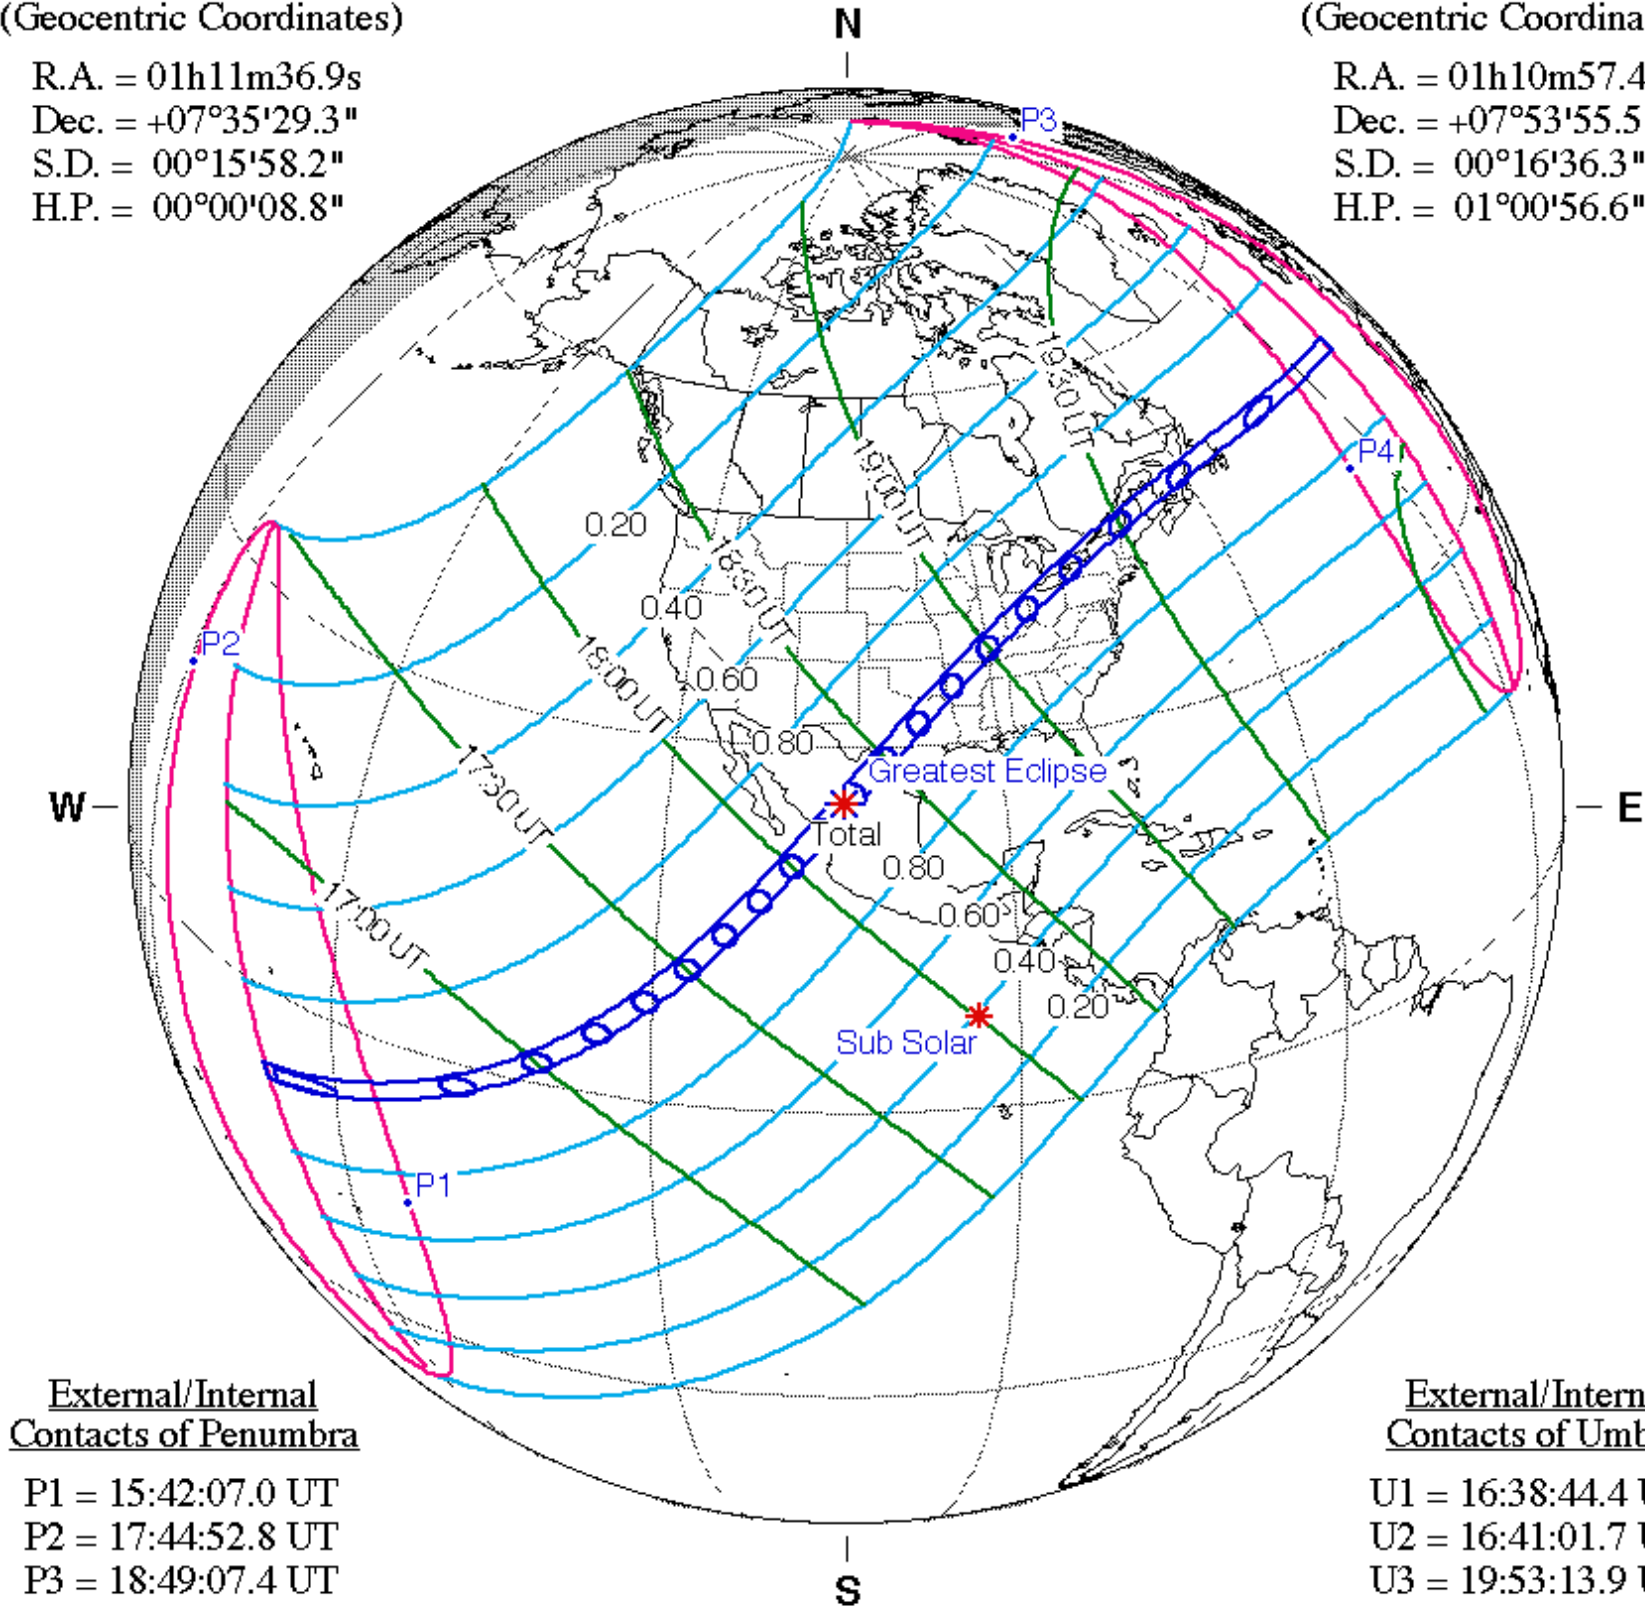 (Geocentric Coordinates)
R.A. = 01h11m36.9s
Dec. = +07°35'29.3"
S.D. = 00°15'58.2"
H.P. = 00°00'08.8"
N
(Geocentric Coordina
R.A. = 01h10m57.4
Dec. = +07°53'55.5
S.D. = 00°16'36.3"
H.P. = 01°00'56.6"
P3
19:30 UT
P4
19:00 UT
0.20
18:30 UT
0.40
P2
18:00 UT
0.60
0.80
17:30 UT
Greatest Eclipse
W
E
Total
0.80
17:00 UT
0.60
0.40
0.20
Sub Solar
P1
External/Internal
Contacts of Penumbra
P1 = 15:42:07.0 UT
P2 = 17:44:52.8 UT
P3 = 18:49:07.4 UT
S
External/Intern
Contacts of Umb
U1 = 16:38:44.4 U
U2 = 16:41:01.7 U
U3 = 19:53:13.9 U